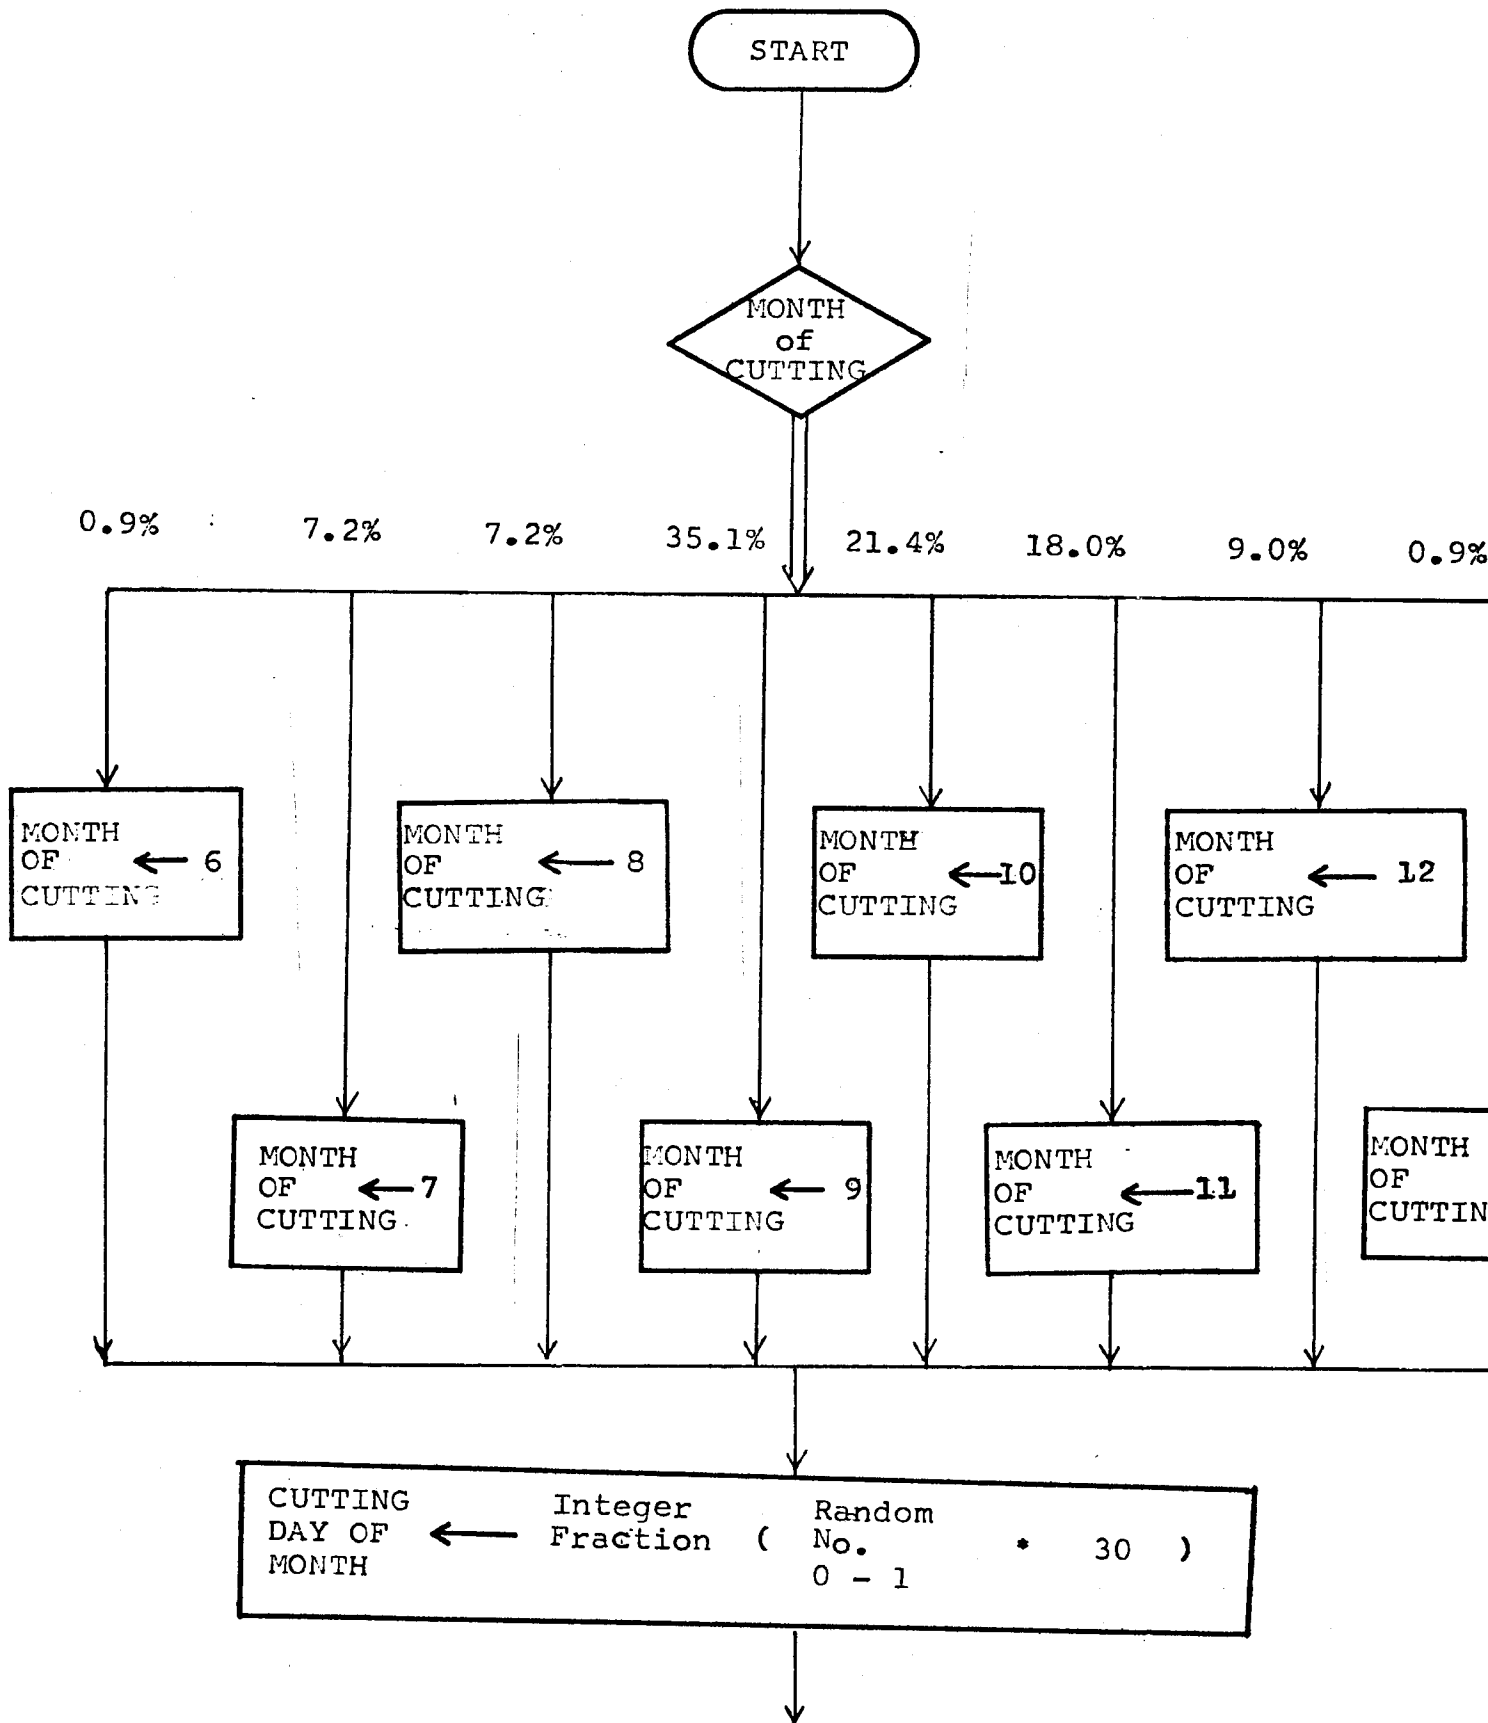 START
MONTH
of
CUTTING
0.9% 7.2% 7.2% 35.1% 21.4% 18.0% 9.0% 0.9%
MONTH
OF ← 6
CUTTING
MONTH
OF ← 8
CUTTING
MONTH
OF ← 10
CUTTING
MONTH
OF ← 12
CUTTING
MONTH
OF ← 7
CUTTING
MONTH
OF ← 9
CUTTING
MONTH
OF ← 11
CUTTING
MONTH
OF
CUTTIN
CUTTING
DAY OF
MONTH
←
Integer
Fraction (
Random
No.
0 - 1
* 30 )